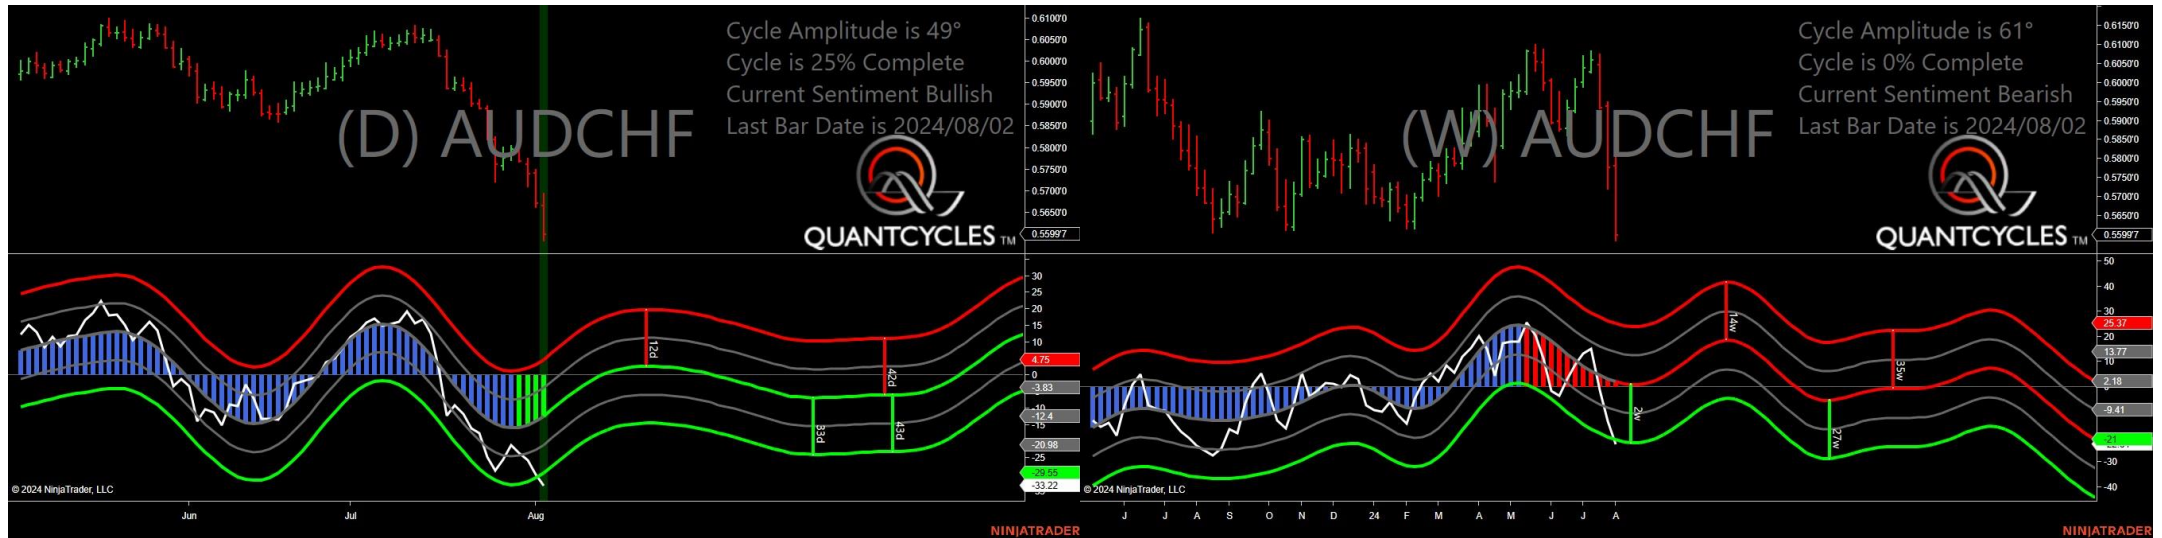 Cycle Amplitude is 49°
Cycle is 25% Complete
Current Sentiment Bullish
Last Bar Date is 2024/08/02
(D) AUDCHF
QUANTCYCLES TM
0.6100'0
0.6050'0
0.6000'0
0.5950'0
0.5900'0
0.5850'0
0.5800'0
0.5750'0
0.5700'0
0.5650'0
0.5599'7
30
25
20
15
10
4.75
0
-3.83
-12.4
-15
-20.98
-25
-29.55
-33.22
12d
42d
33d
43d
© 2024 NinjaTrader, LLC
Jun
Jul
Aug
NINJATRADER
Cycle Amplitude is 61°
Cycle is 0% Complete
Current Sentiment Bearish
Last Bar Date is 2024/08/02
(W) AUDCHF
QUANTCYCLES TM
0.6150'0
0.6100'0
0.6050'0
0.6000'0
0.5950'0
0.5900'0
0.5850'0
0.5800'0
0.5750'0
0.5700'0
0.5650'0
0.5599'7
50
40
30
25.37
20
13.77
10
2.18
-9.41
-21
-30
-40
14w
35w
2w
27w
© 2024 NinjaTrader, LLC
J
J
A
S
O
N
D
24
F
M
A
M
J
J
A
NINJATRADER